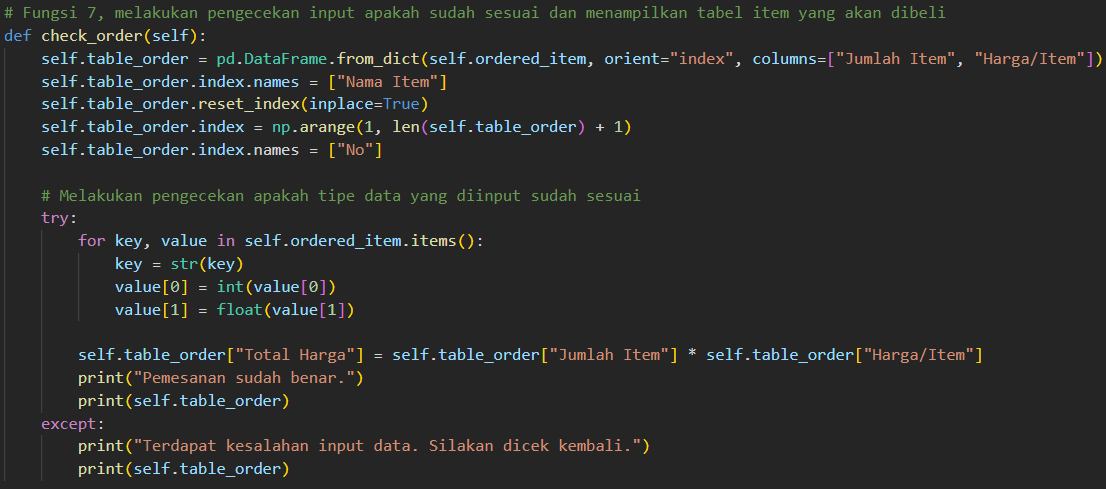 # Fungsi 7, melakukan pengecekan input apakah sudah sesuai dan menampilkan tabel item yang akan dibeli
def check_order(self):
    self.table_order = pd.DataFrame.from_dict(self.ordered_item, orient="index", columns=["Jumlah Item", "Harga/Item"])
    self.table_order.index.names = ["Nama Item"]
    self.table_order.reset_index(inplace=True)
    self.table_order.index = np.arange(1, len(self.table_order) + 1)
    self.table_order.index.names = ["No"]

    # Melakukan pengecekan apakah tipe data yang diinput sudah sesuai
    try:
        for key, value in self.ordered_item.items():
            key = str(key)
            value[0] = int(value[0])
            value[1] = float(value[1])

        self.table_order["Total Harga"] = self.table_order["Jumlah Item"] * self.table_order["Harga/Item"]
        print("Pemesanan sudah benar.")
        print(self.table_order)
    except:
        print("Terdapat kesalahan input data. Silakan dicek kembali.")
        print(self.table_order)